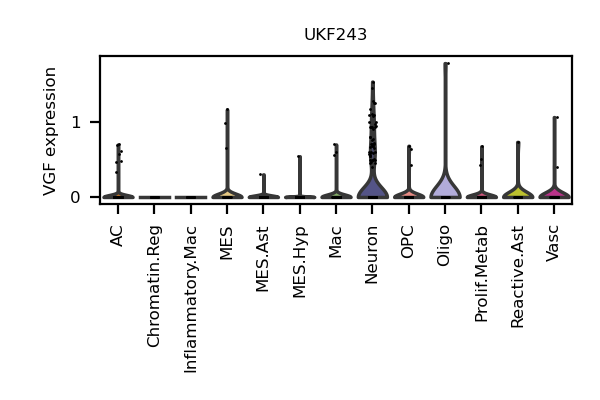 UKF243
VGF expression
1
0
AC
Chromatin.Reg
Inflammatory.Mac
MES
MES.Ast
MES.Hyp
Mac
Neuron
OPC
Oligo
Prolif.Metab
Reactive.Ast
Vasc